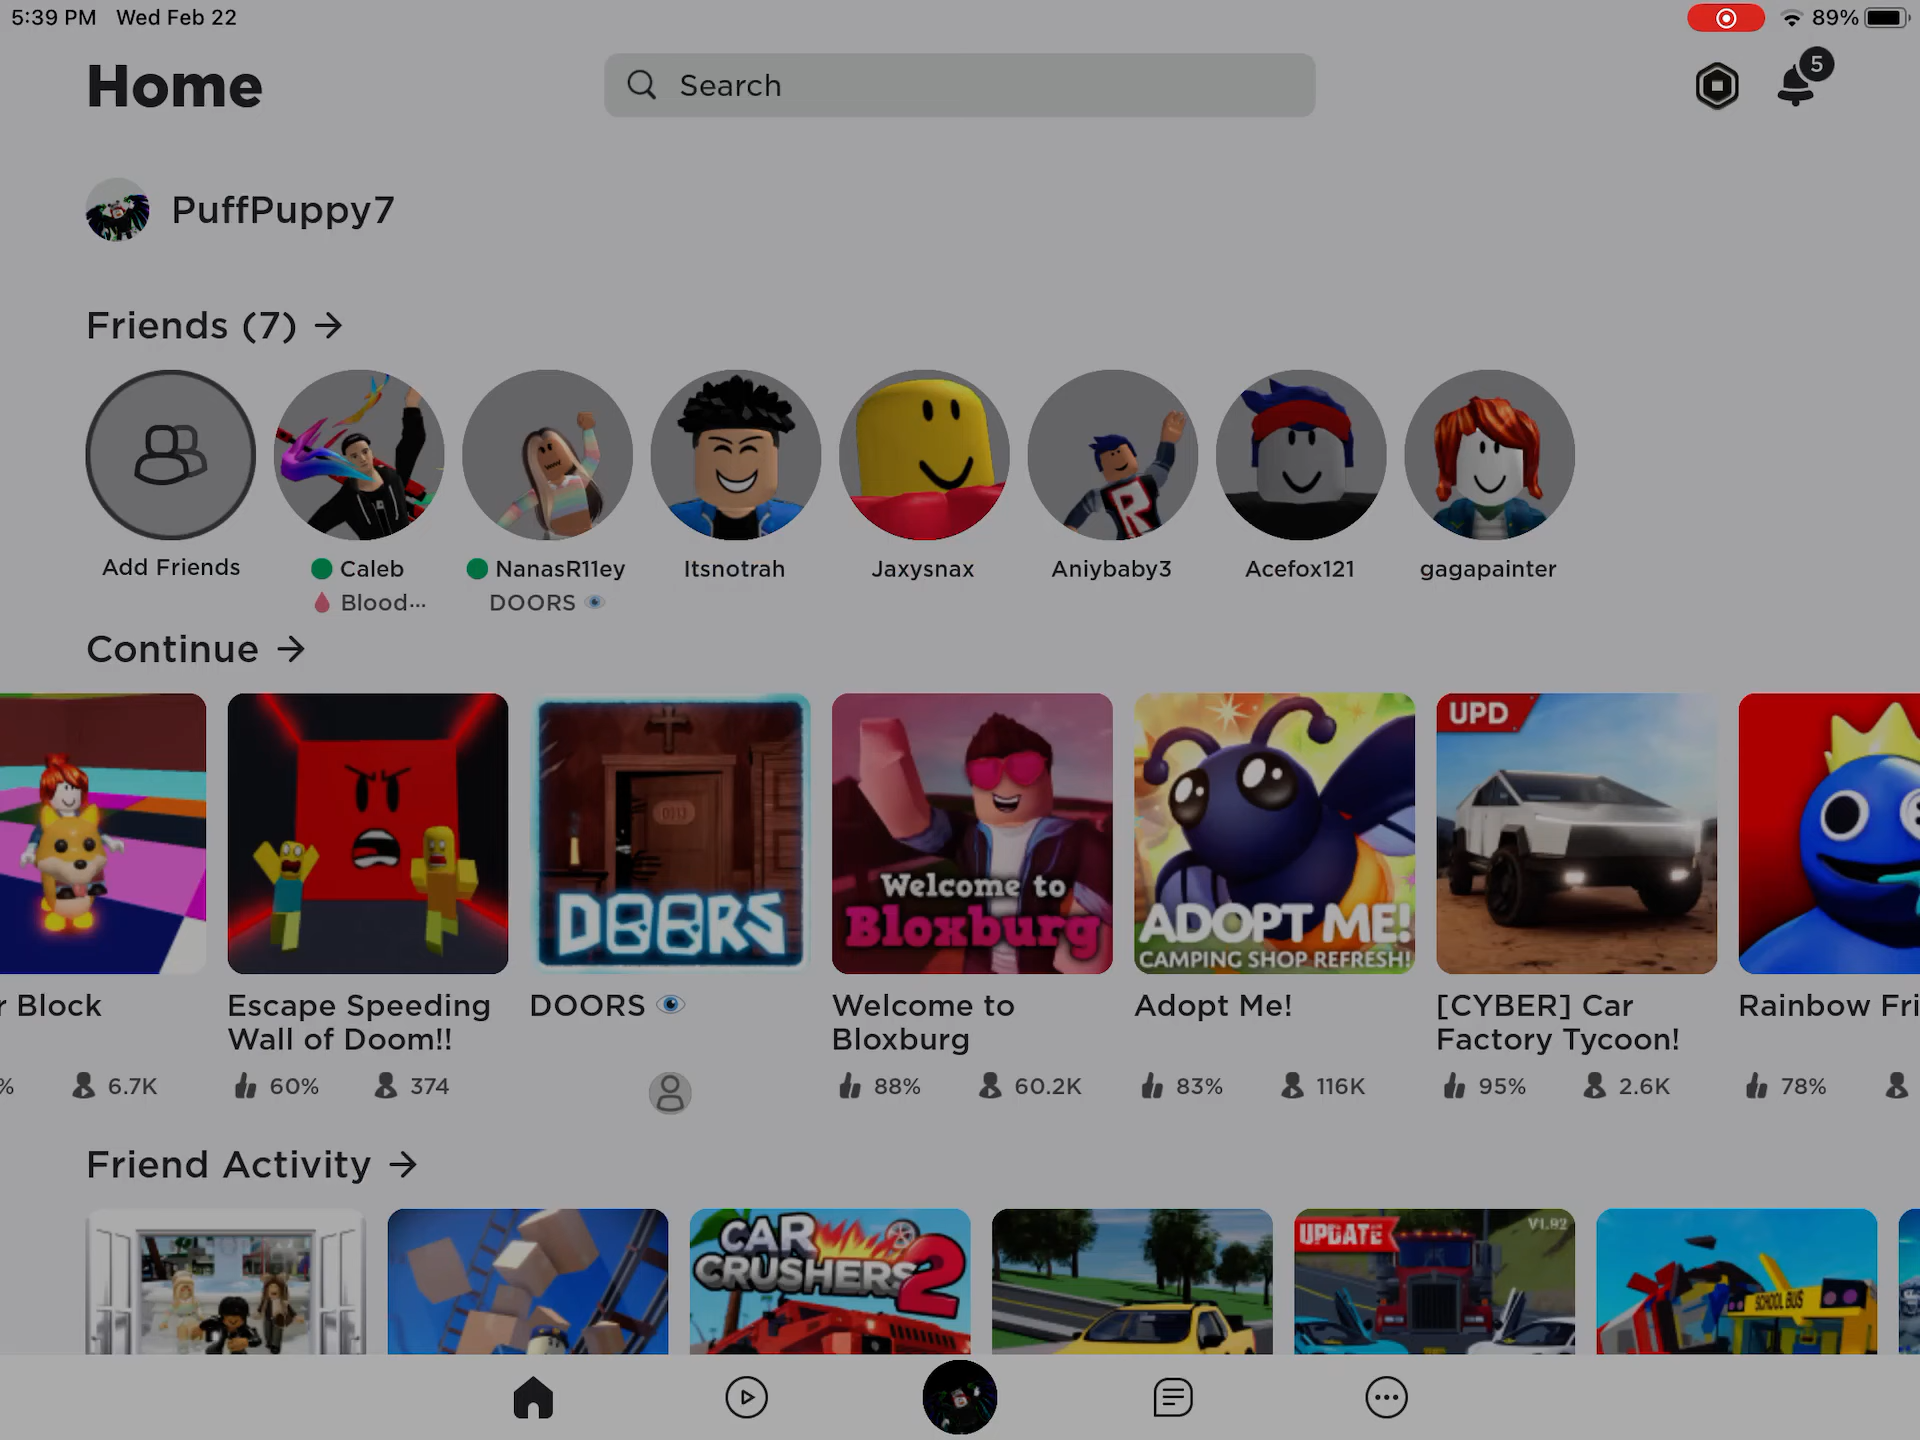 5:39 PM Wed Feb 22
89%
Home
Search
5
PuffPuppy7
Friends (7) →
Add Friends
Caleb
NanasR11ey
Itsnotrah
Jaxysnax
Aniybaby3
Acefox121
gagapainter
Blood...
DOORS
Continue →
DOORS
Welcome to
Bloxburg
ADOPT ME!
CAMPING SHOP REFRESH!
UPD
r Block
Escape Speeding
Wall of Doom!!
DOORS
Welcome to
Bloxburg
Adopt Me!
[CYBER] Car
Factory Tycoon!
Rainbow Fri
%
6.7K
60%
374
88%
60.2K
83%
116K
95%
2.6K
78%
Friend Activity →
CAR
CRUSHERS 2
UPDATE
V1.92
SCHOOL BUS